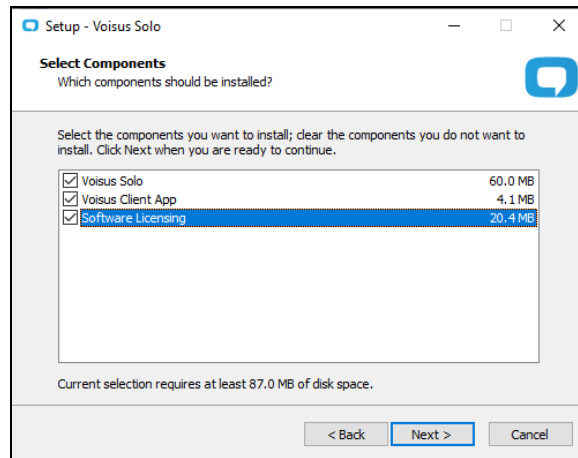 Setup - Voisus Solo
Select Components
Which components should be installed?
Select the components you want to install; clear the components you do not want to
install. Click Next when you are ready to continue.
Voisus Solo 60.0 MB
Voisus Client App 4.1 MB
Software Licensing 20.4 MB
Current selection requires at least 87.0 MB of disk space.
< Back Next > Cancel